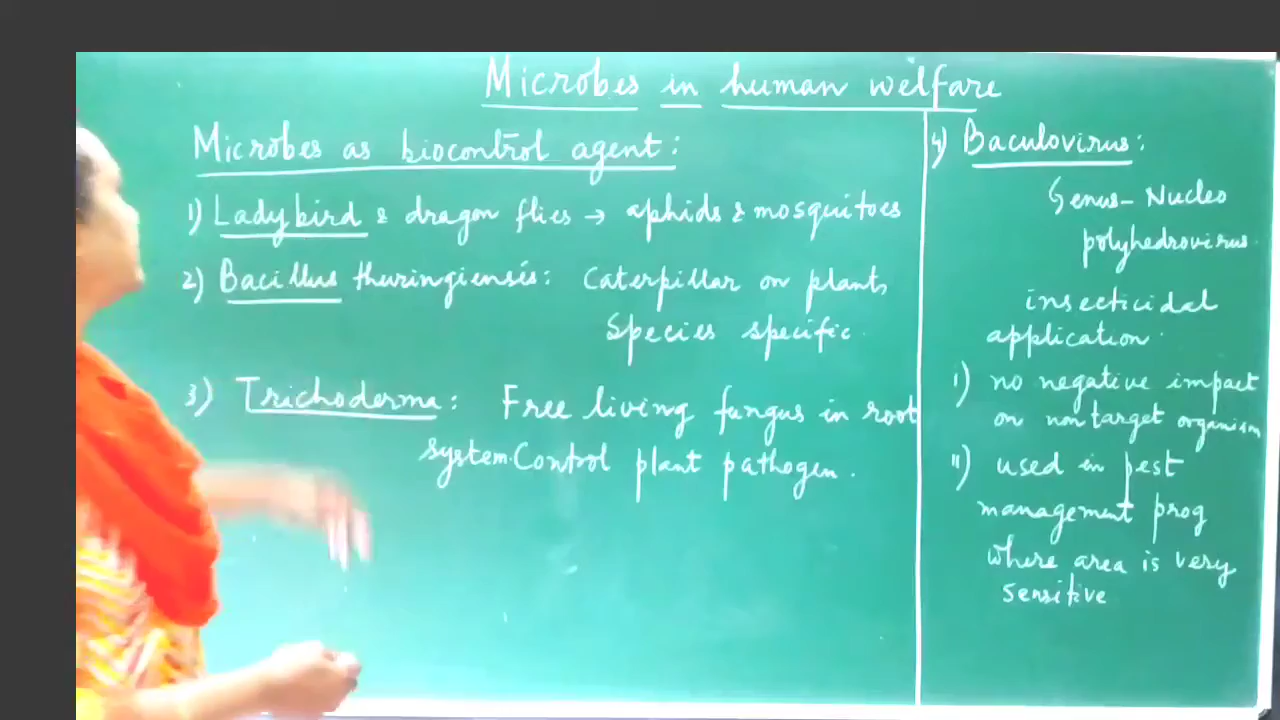 Microbes in human welfare
Microbes as biocontrol agent:
1) Ladybird & dragon flies → aphids & mosquitoes
2) Bacillus thuringiensis: Caterpillar on plants
Species specific.
3) Trichoderma: Free living fungus in root
system. Control plant pathogen.
4) Baculovirus:
Genus - Nucleo
polyhedrovirus.
insecticidal
application.
i) no negative impact
on non target organism
ii) used in pest
management prog
where area is very
sensitive